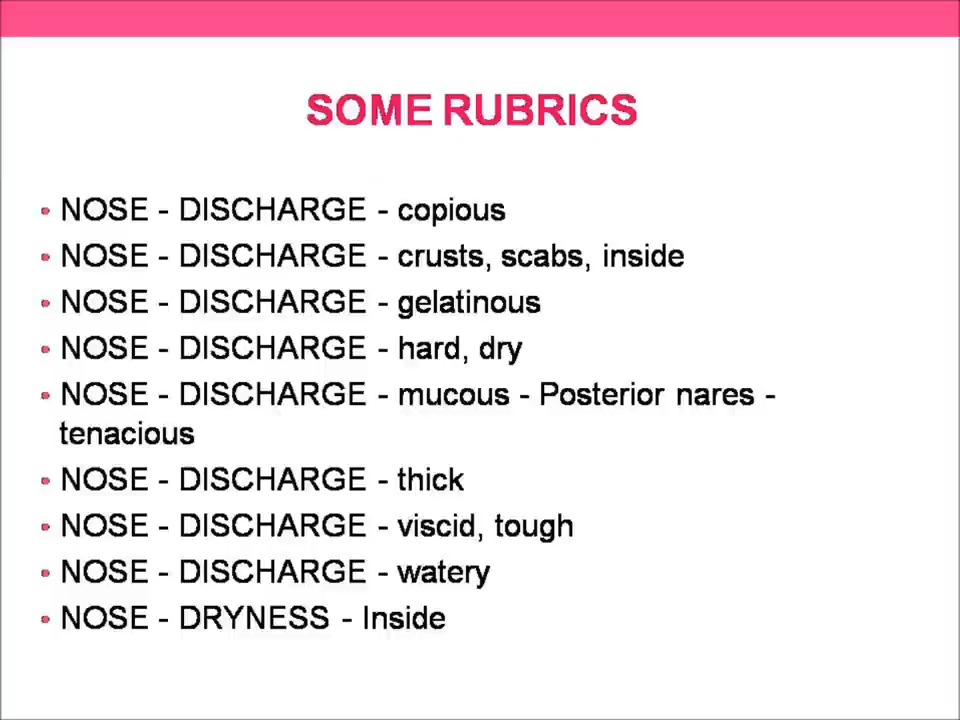 SOME RUBRICS
• NOSE - DISCHARGE - copious
• NOSE - DISCHARGE - crusts, scabs, inside
• NOSE - DISCHARGE - gelatinous
• NOSE - DISCHARGE - hard, dry
• NOSE - DISCHARGE - mucous - Posterior nares -
tenacious
• NOSE - DISCHARGE - thick
• NOSE - DISCHARGE - viscid, tough
• NOSE - DISCHARGE - watery
• NOSE - DRYNESS - Inside